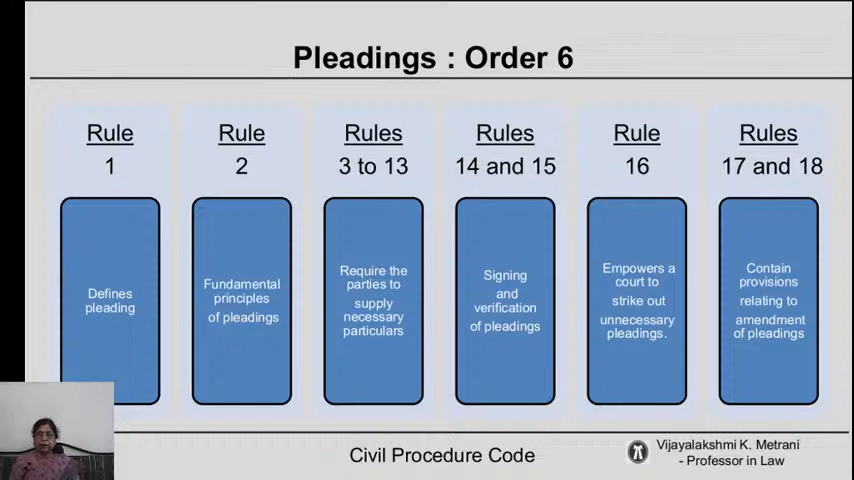 Pleadings : Order 6
Rule
1
Defines
pleading
Rule
2
Fundamental
principles
of pleadings
Rules
3 to 13
Require the
parties to
supply
necessary
particulars
Rules
14 and 15
Signing
and
verification
of pleadings
Rule
16
Empowers a
court to
strike out
unnecessary
pleadings.
Rules
17 and 18
Contain
provisions
relating to
amendment
of pleadings
Civil Procedure Code
Vijayalakshmi K. Metrani
- Professor in Law